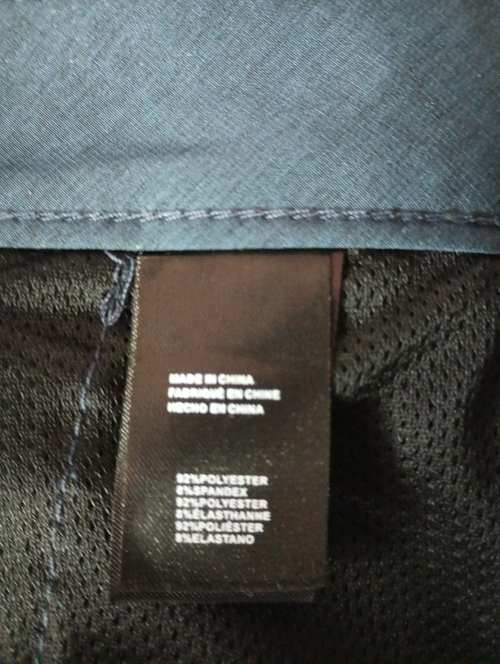 MADE IN CHINA
FABRIQUÉ EN CHINE
HECHO EN CHINA
92%POLYESTER
8%SPANDEX
92%POLYESTER
8%ÉLASTHANNE
92%POLIÉSTER
8%ELASTANO